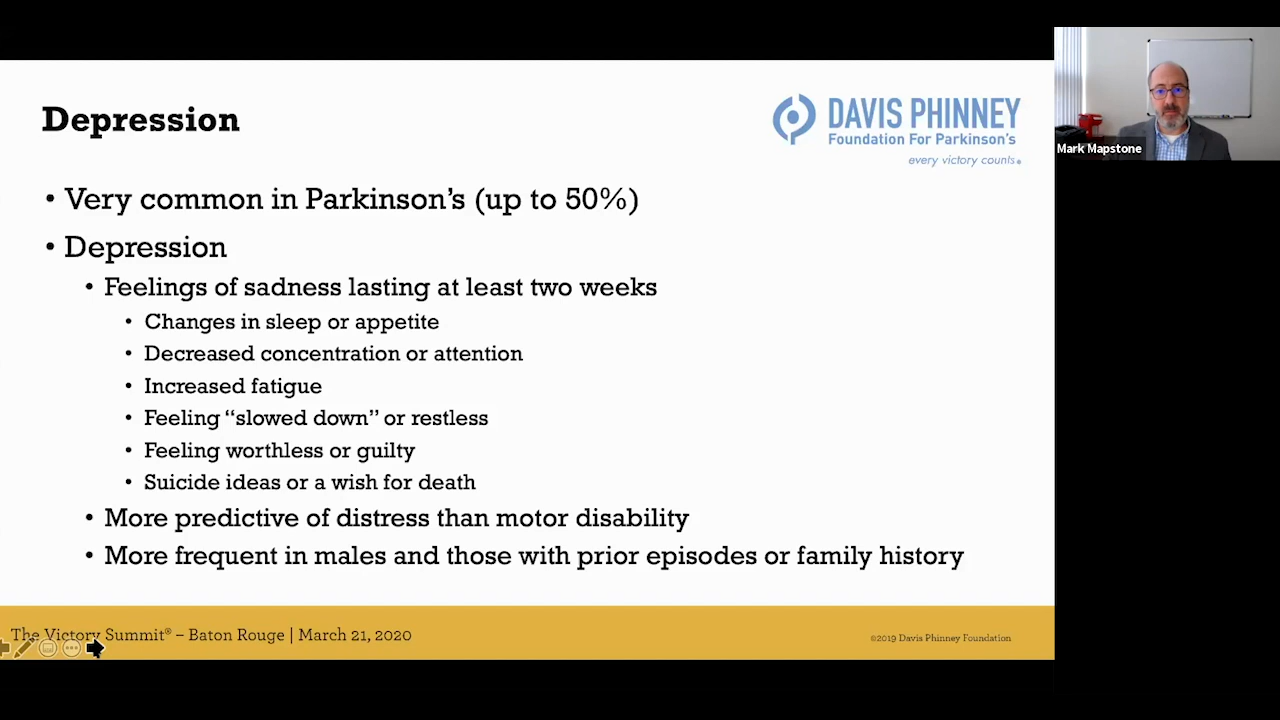 Depression
DAVIS PHINNEY
Foundation For Parkinson's
every victory counts®
Mark Mapstone
• Very common in Parkinson’s (up to 50%)
• Depression
• Feelings of sadness lasting at least two weeks
• Changes in sleep or appetite
• Decreased concentration or attention
• Increased fatigue
• Feeling “slowed down” or restless
• Feeling worthless or guilty
• Suicide ideas or a wish for death
• More predictive of distress than motor disability
• More frequent in males and those with prior episodes or family history
The Victory Summit® – Baton Rouge | March 21, 2020
©2019 Davis Phinney Foundation